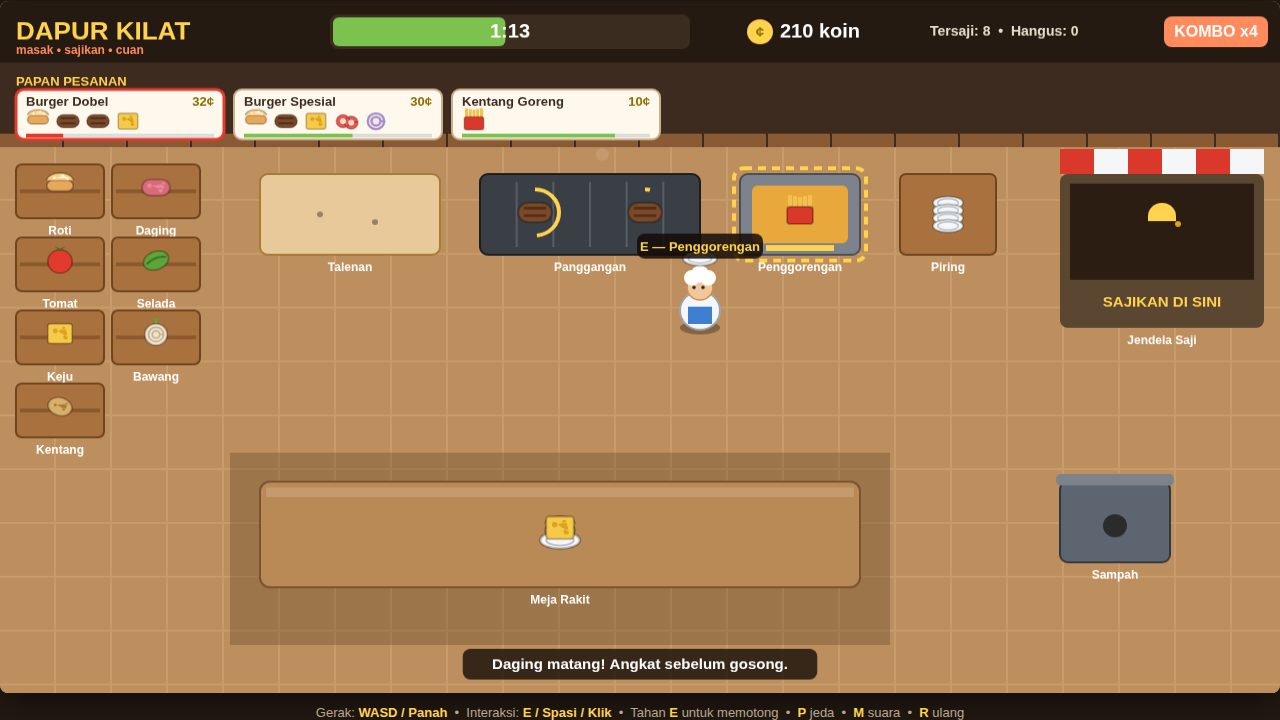 DAPUR KILAT
masak • sajikan • cuan
1:13
¢ 210 koin
Tersaji: 8 • Hangus: 0
KOMBO x4
PAPAN PESANAN
Burger Dobel 32¢
Burger Spesial 30¢
Kentang Goreng 10¢
Roti
Daging
Tomat
Selada
Keju
Bawang
Kentang
Talenan
Panggangan
E — Penggorengan
Penggorengan
Piring
SAJIKAN DI SINI
Jendela Saji
Meja Rakit
Sampah
Daging matang! Angkat sebelum gosong.
Gerak: WASD / Panah • Interaksi: E / Spasi / Klik • Tahan E untuk memotong • P jeda • M suara • R ulang